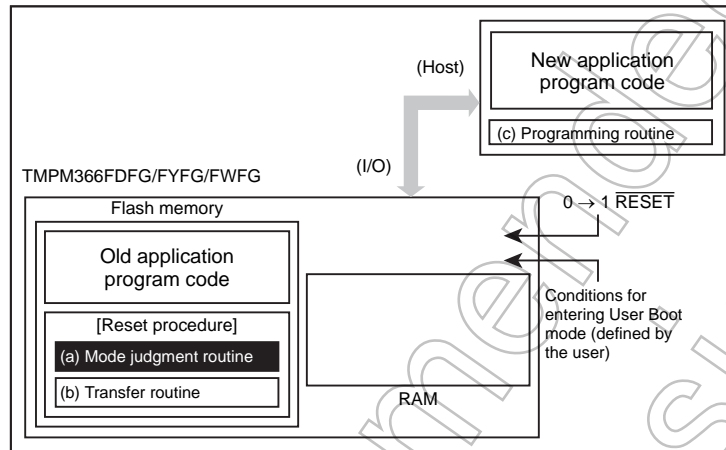 New application
program code
(Host)
(c) Programming routine
(I/O)
TMPM366FDFG/FYFG/FWFG
Flash memory
0 → 1 RESET
Old application
program code
Conditions for
entering User Boot
mode (defined by
the user)
[Reset procedure]
(a) Mode judgment routine
(b) Transfer routine
RAM